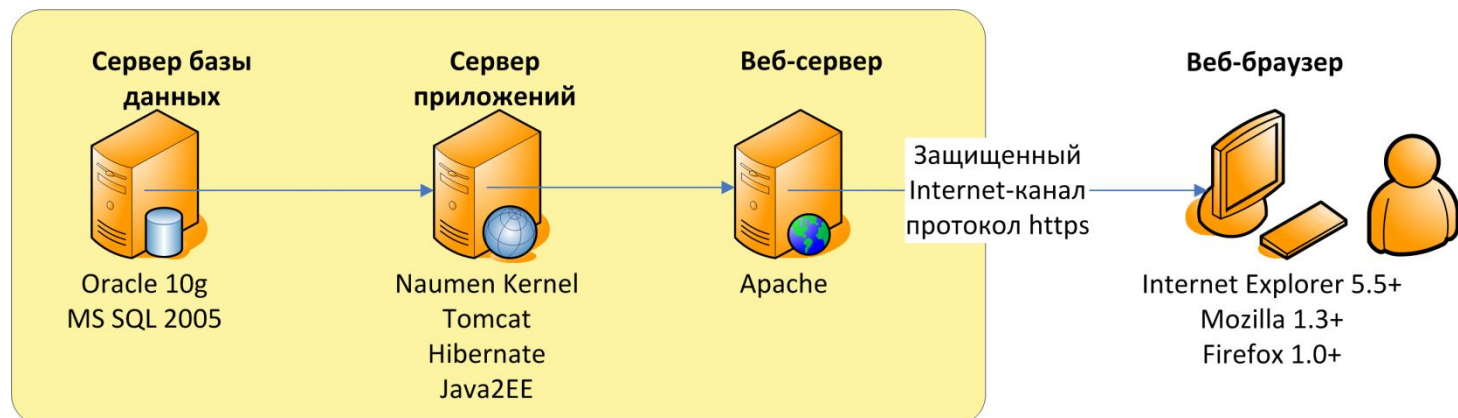 Сервер базы
данных
Oracle 10g
MS SQL 2005
Сервер
приложений
Naumen Kernel
Tomcat
Hibernate
Java2EE
Веб-сервер
Apache
Защищенный
Internet-канал
протокол https
Веб-браузер
Internet Explorer 5.5+
Mozilla 1.3+
Firefox 1.0+